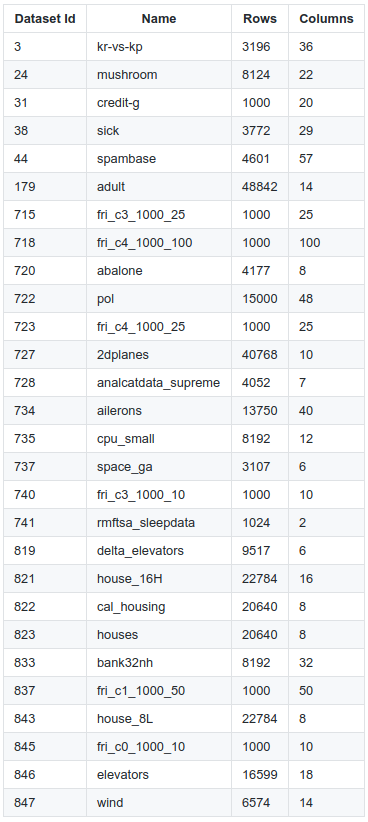 Dataset Id Name Rows Columns
3 kr-vs-kp 3196 36
24 mushroom 8124 22
31 credit-g 1000 20
38 sick 3772 29
44 spambase 4601 57
179 adult 48842 14
715 fri_c3_1000_25 1000 25
718 fri_c4_1000_100 1000 100
720 abalone 4177 8
722 pol 15000 48
723 fri_c4_1000_25 1000 25
727 2dplanes 40768 10
728 analcatdata_supreme 4052 7
734 ailerons 13750 40
735 cpu_small 8192 12
737 space_ga 3107 6
740 fri_c3_1000_10 1000 10
741 rmftsa_sleepdata 1024 2
819 delta_elevators 9517 6
821 house_16H 22784 16
822 cal_housing 20640 8
823 houses 20640 8
833 bank32nh 8192 32
837 fri_c1_1000_50 1000 50
843 house_8L 22784 8
845 fri_c0_1000_10 1000 10
846 elevators 16599 18
847 wind 6574 14